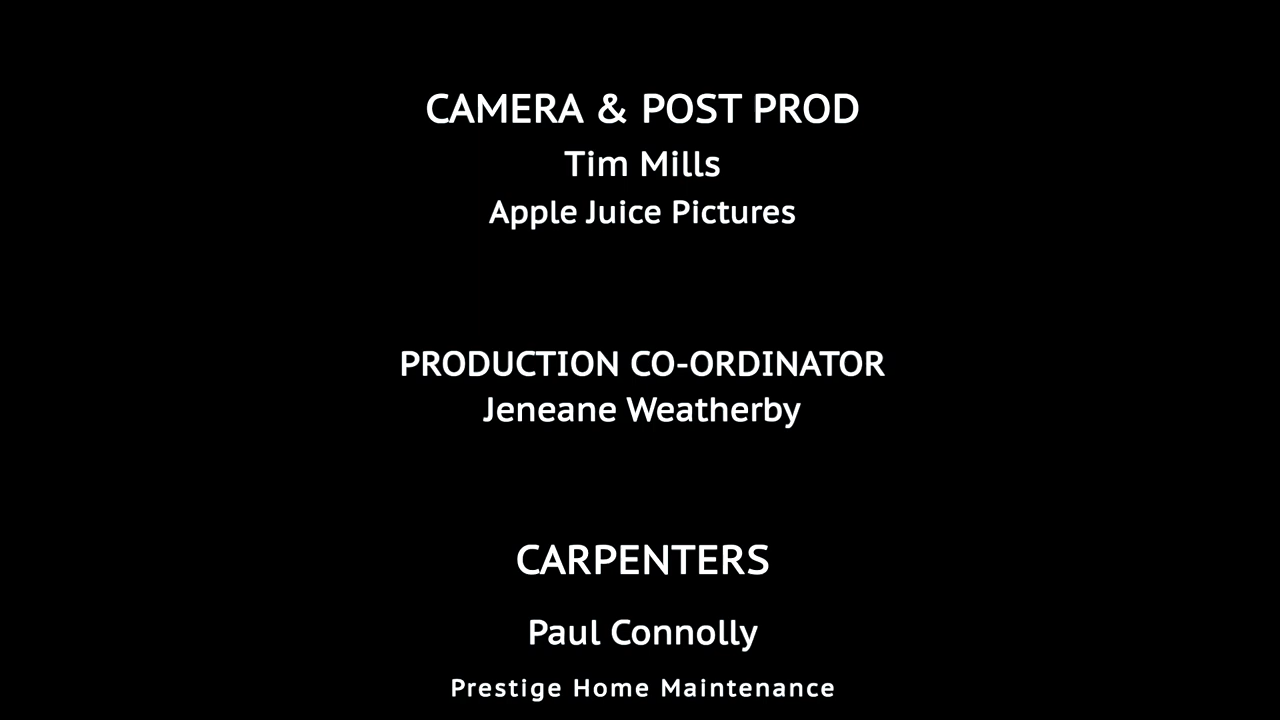 CAMERA & POST PROD
Tim Mills
Apple Juice Pictures
PRODUCTION CO-ORDINATOR
Jeneane Weatherby
CARPENTERS
Paul Connolly
Prestige Home Maintenance